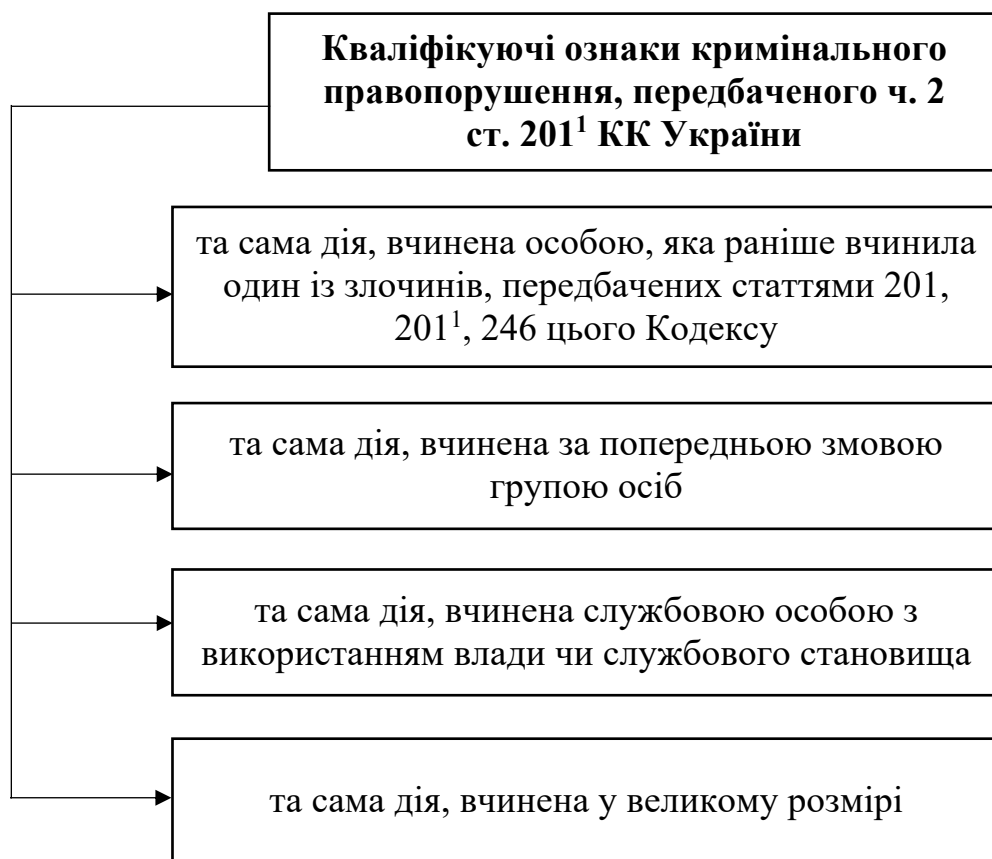 Кваліфікуючі ознаки кримінального
правопорушення, передбаченого ч. 2
ст. 201¹ КК України
та сама дія, вчинена особою, яка раніше вчинила
один із злочинів, передбачених статтями 201,
201¹, 246 цього Кодексу
та сама дія, вчинена за попередньою змовою
групою осіб
та сама дія, вчинена службовою особою з
використанням влади чи службового становища
та сама дія, вчинена у великому розмірі